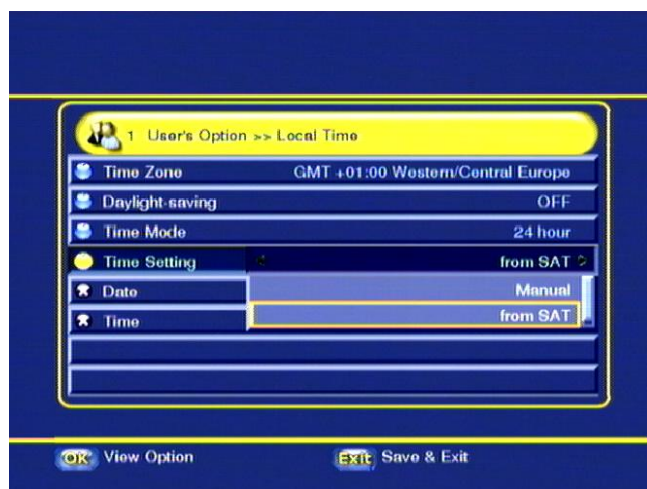 1 User's Option >> Local Time
Time Zone GMT +01:00 Western/Central Europe
Daylight-saving OFF
Time Mode 24 hour
Time Setting from SAT
Date Manual
Time from SAT
OK View Option Exit Save & Exit